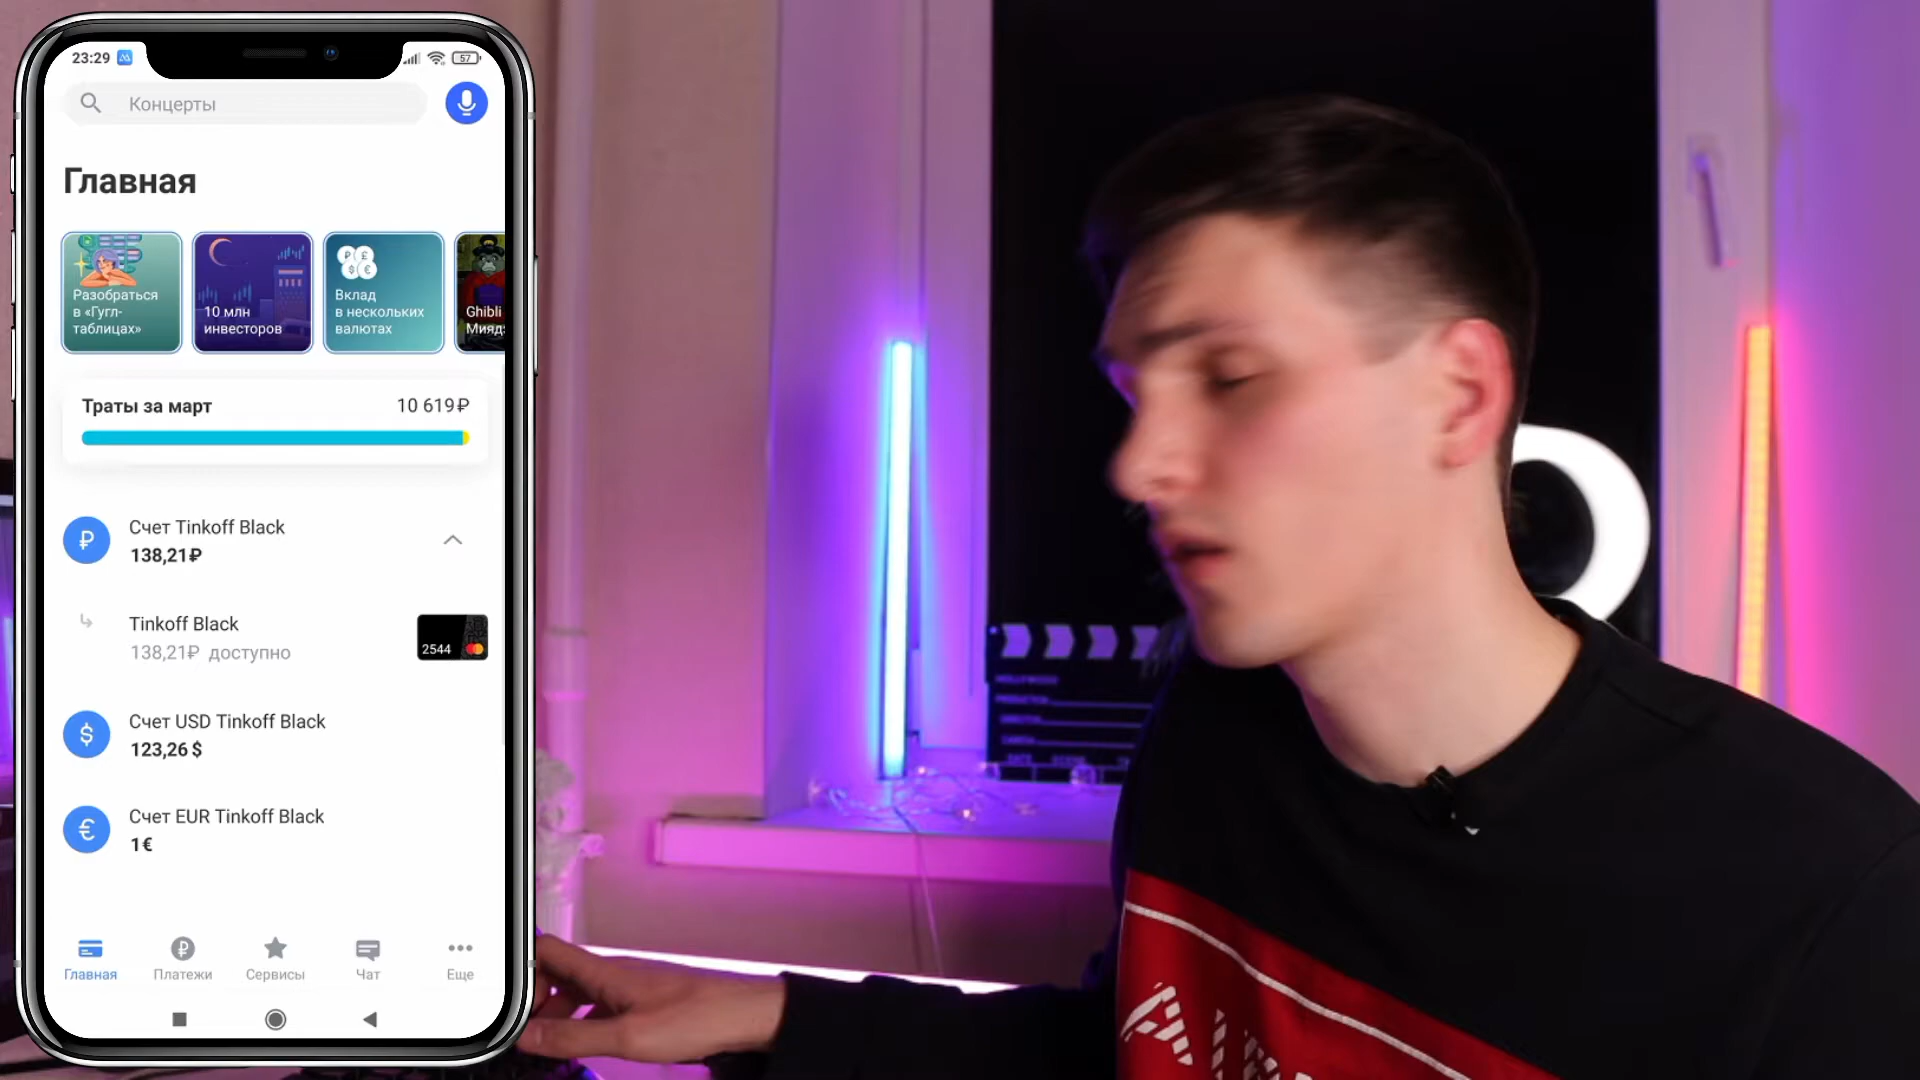 23:29
57
Концерты
Главная
Разобраться
в «Гугл-
таблицах»
10 млн
инвесторов
Вклад
в нескольких
валютах
Ghibli
Траты за март
10 619 ₽
Счет Tinkoff Black
138,21 ₽
Tinkoff Black
138,21 ₽ доступно
2544
Счет USD Tinkoff Black
123,26 $
Счет EUR Tinkoff Black
1 €
Главная
Платежи
Сервисы
Чат
Еще